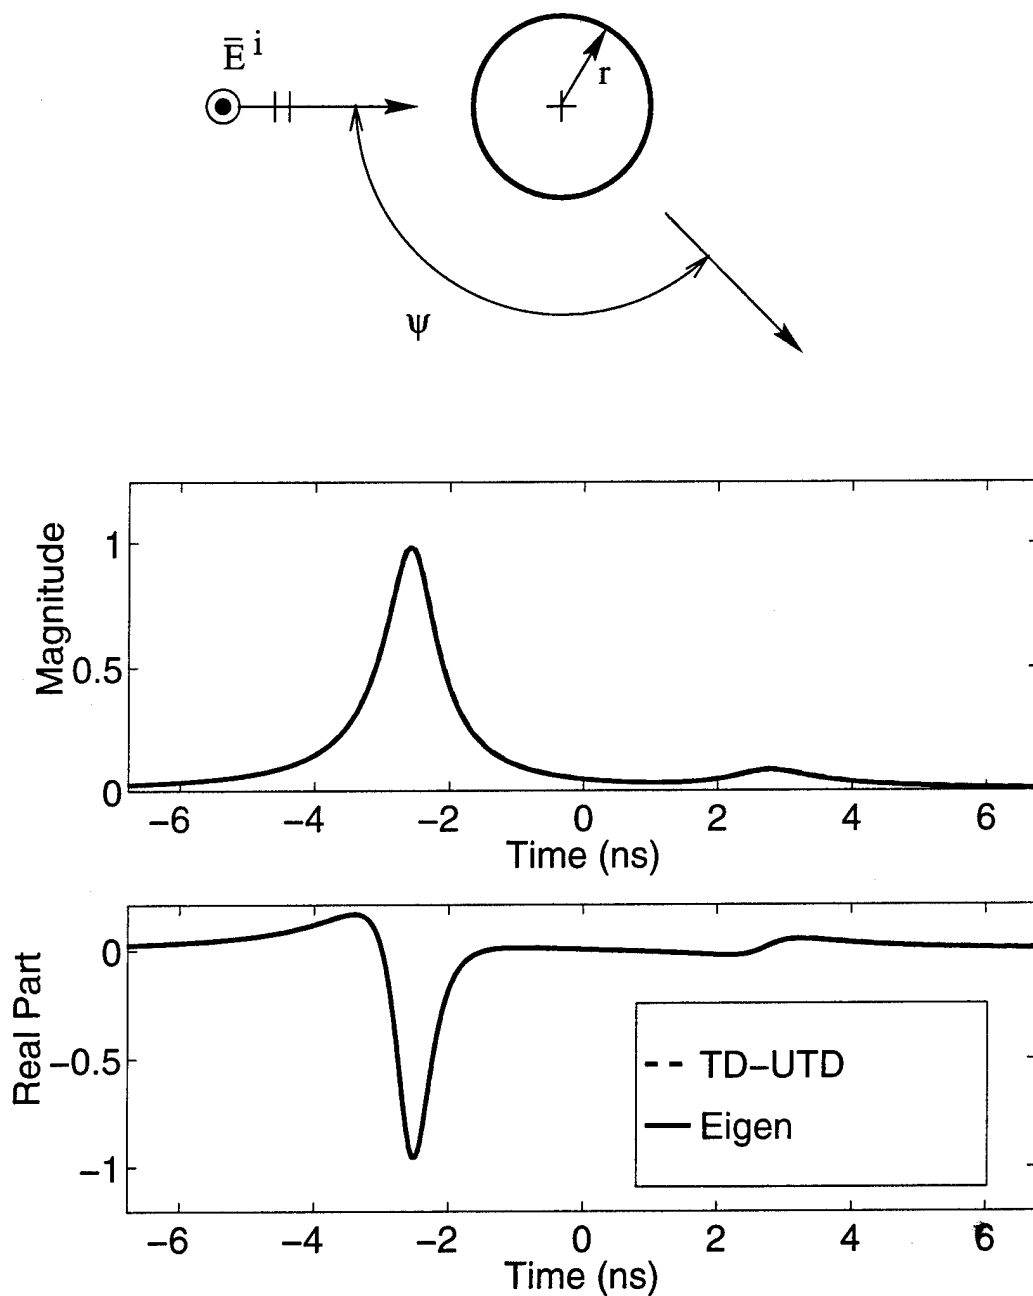 E̅ i
r
ψ
Magnitude
1
0.5
0
−6 −4 −2 0 2 4 6
Time (ns)
Real Part
0
−0.5
−1
TD−UTD
Eigen
−6 −4 −2 0 2 4 6
Time (ns)